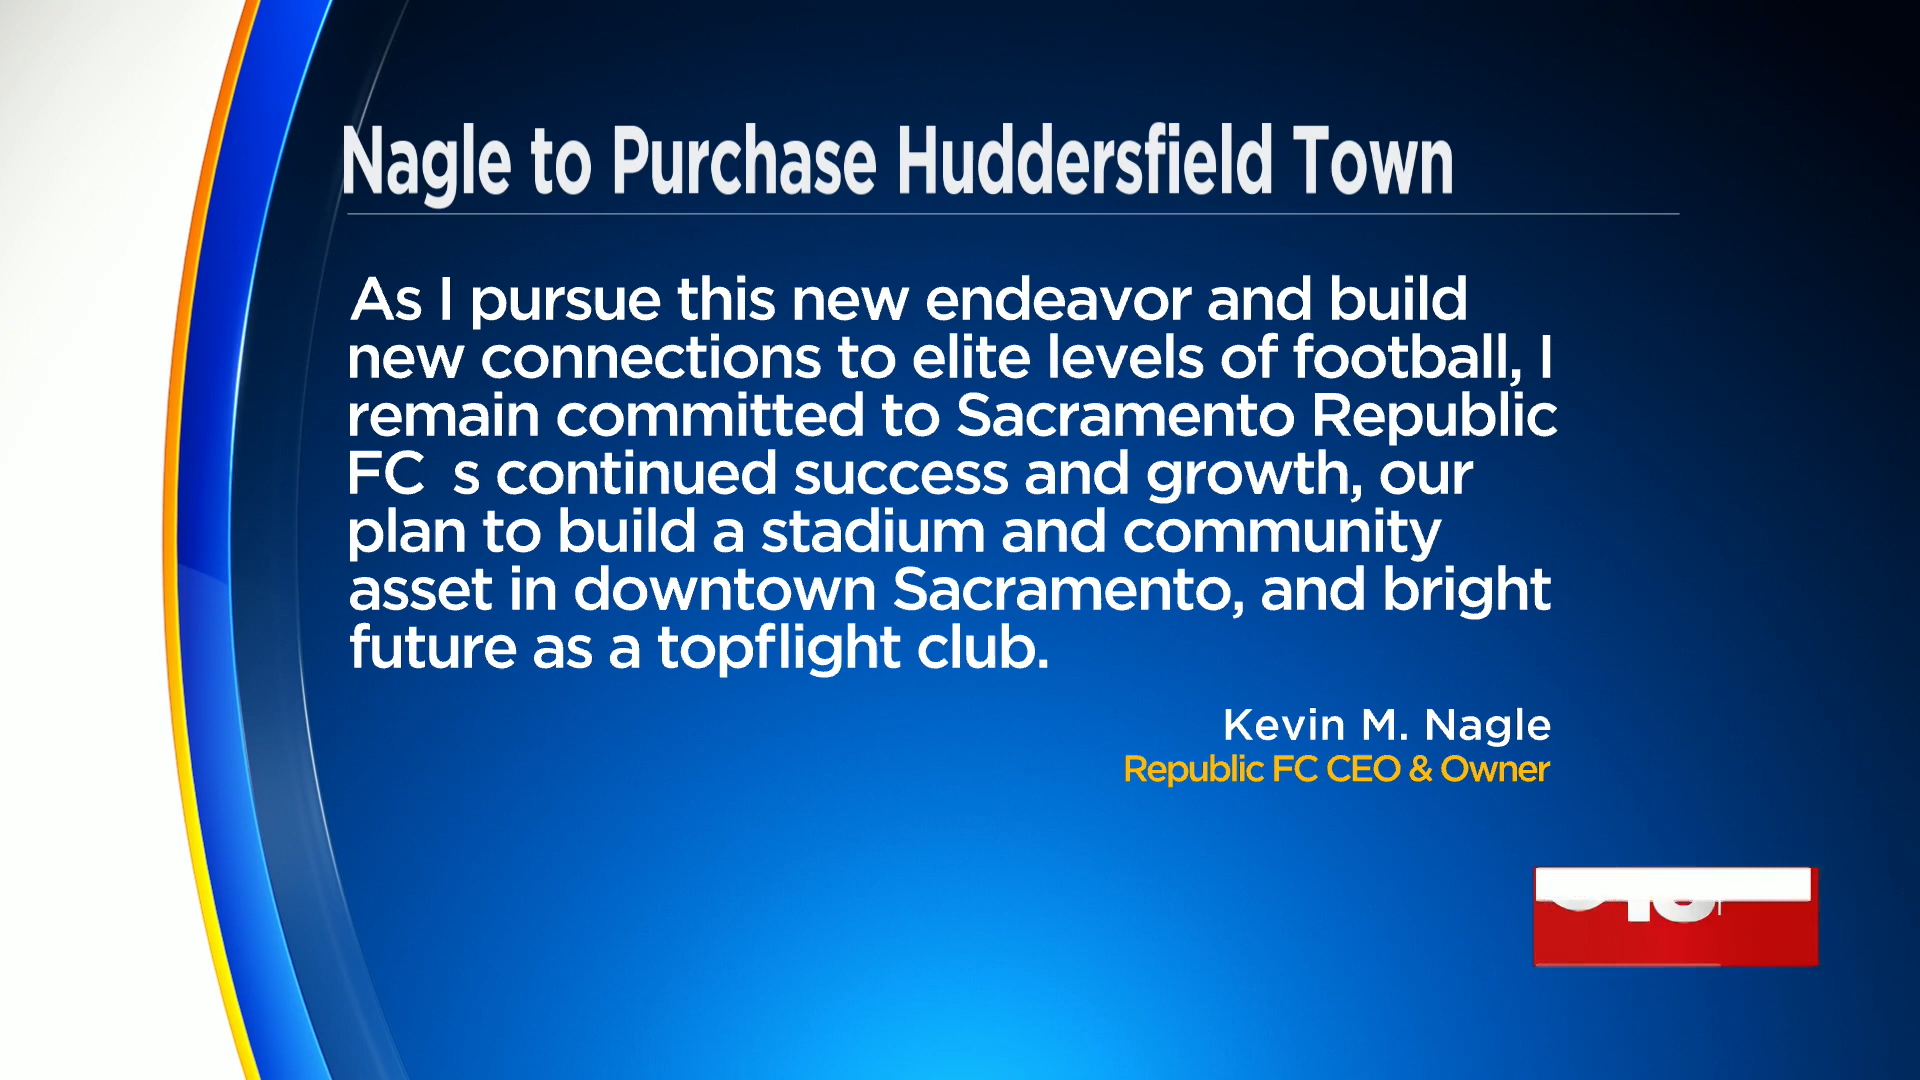 Nagle to Purchase Huddersfield Town
As I pursue this new endeavor and build
new connections to elite levels of football, I
remain committed to Sacramento Republic
FC s continued success and growth, our
plan to build a stadium and community
asset in downtown Sacramento, and bright
future as a topflight club.
Kevin M. Nagle
Republic FC CEO & Owner